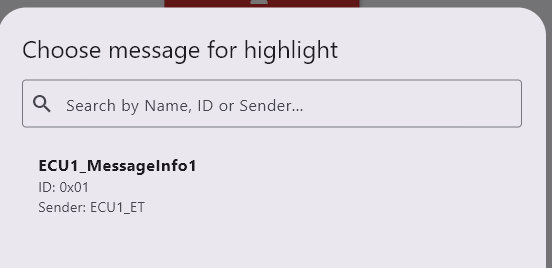 Choose message for highlight
Search by Name, ID or Sender...
ECU1_MessageInfo1
ID: 0x01
Sender: ECU1_ET